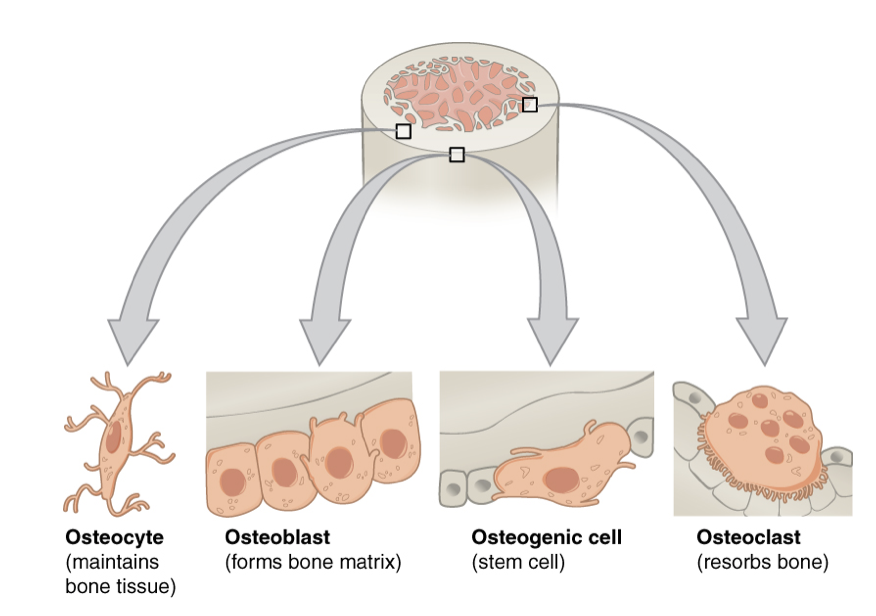 Osteocyte
(maintains
bone tissue)
Osteoblast
(forms bone matrix)
Osteogenic cell
(stem cell)
Osteoclast
(resorbs bone)